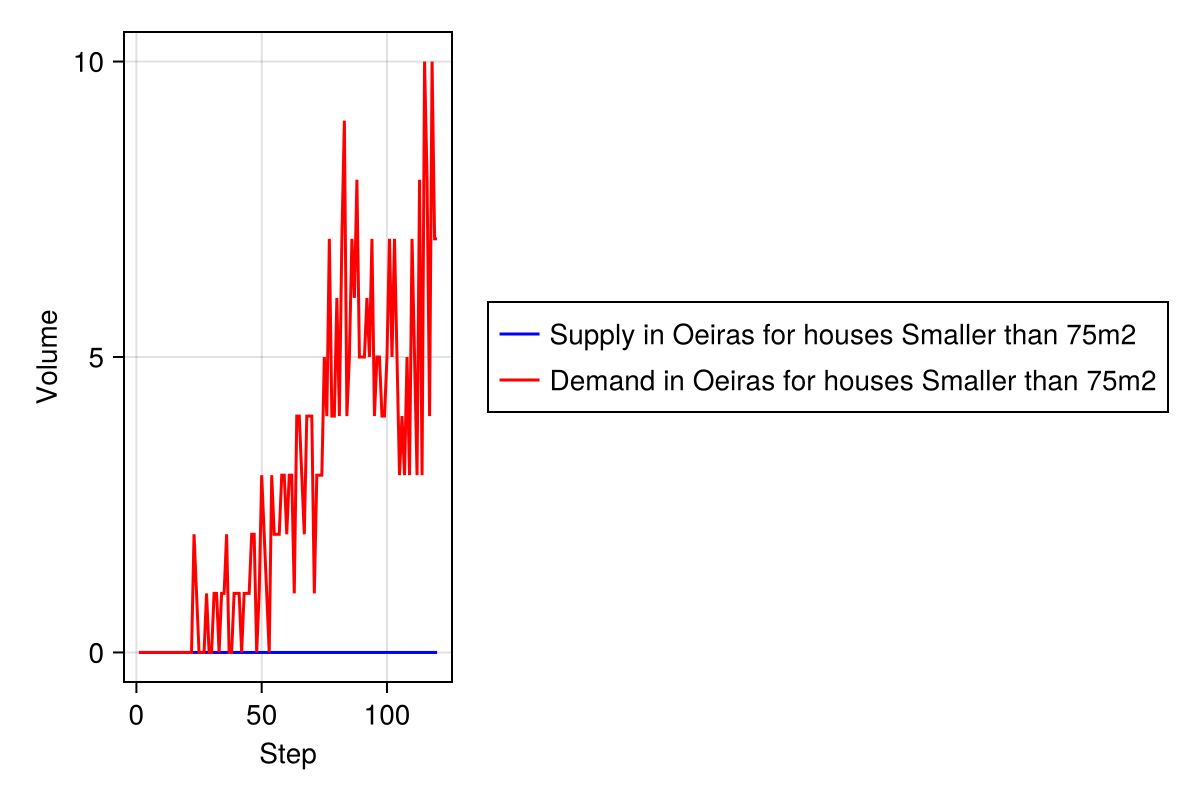 10
5
0
Volume
0 50 100
Step
Supply in Oeiras for houses Smaller than 75m2
Demand in Oeiras for houses Smaller than 75m2